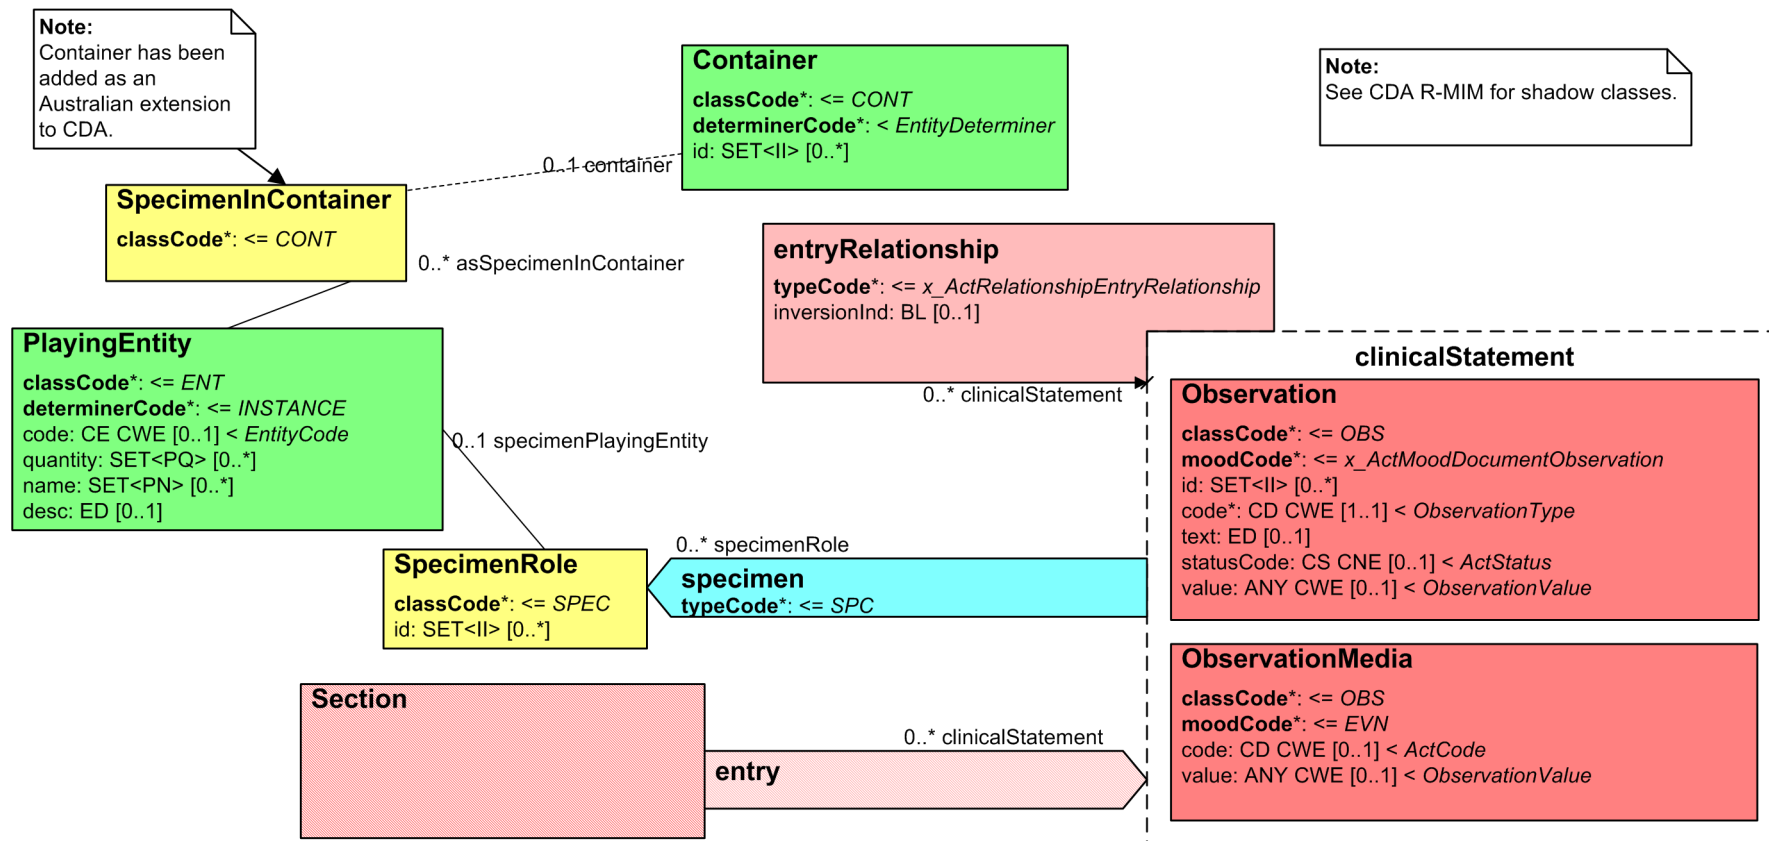 Note:
Container has been
added as an
Australian extension
to CDA.
Container
classCode*: <= CONT
determinerCode*: < EntityDeterminer
id: SET<II> [0..*]
Note:
See CDA R-MIM for shadow classes.
0..1 container
SpecimenInContainer
classCode*: <= CONT
0..* asSpecimenInContainer
entryRelationship
typeCode*: <= x_ActRelationshipEntryRelationship
inversionInd: BL [0..1]
0..* clinicalStatement
PlayingEntity
classCode*: <= ENT
determinerCode*: <= INSTANCE
code: CE CWE [0..1] < EntityCode
quantity: SET<PQ> [0..*]
name: SET<PN> [0..*]
desc: ED [0..1]
0..1 specimenPlayingEntity
clinicalStatement
Observation
classCode*: <= OBS
moodCode*: <= x_ActMoodDocumentObservation
id: SET<II> [0..*]
code*: CD CWE [1..1] < ObservationType
text: ED [0..1]
statusCode: CS CNE [0..1] < ActStatus
value: ANY CWE [0..1] < ObservationValue
SpecimenRole
classCode*: <= SPEC
id: SET<II> [0..*]
0..* specimenRole
specimen
typeCode*: <= SPC
ObservationMedia
classCode*: <= OBS
moodCode*: <= EVN
code: CD CWE [0..1] < ActCode
value: ANY CWE [0..1] < ObservationValue
Section
0..* clinicalStatement
entry